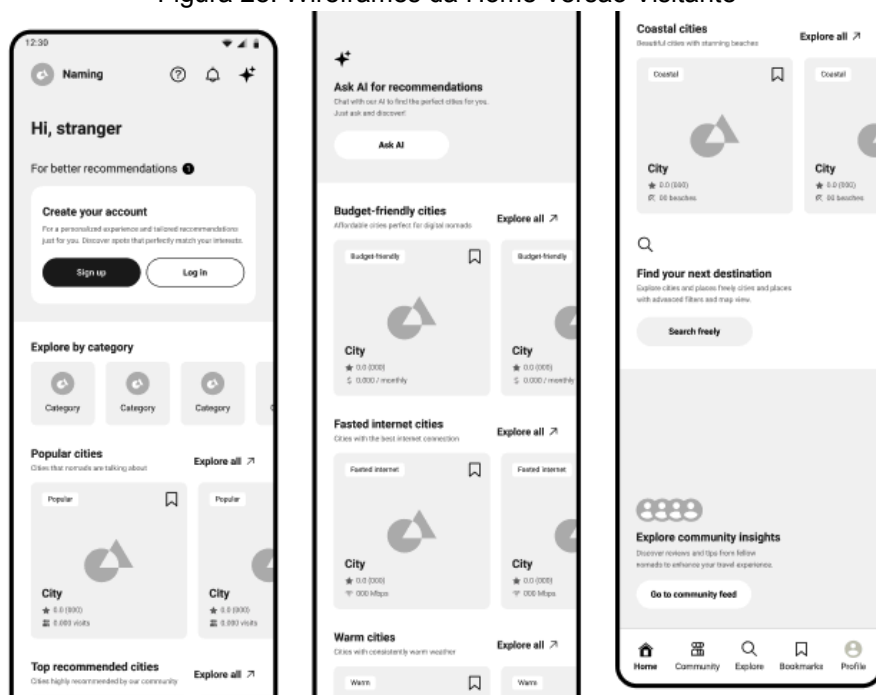 Figura 25: Wireframes da Home versão Visitante
12:30
Naming
Hi, stranger
For better recommendations 1
Create your account
For a personalized experience and tailored recommendations
just for you. Discover spots that perfectly match your interests.
Sign up
Log in
Explore by category
Category
Category
Category
Popular cities
Cities that nomads are talking about
Explore all
Popular
Popular
City
0.0 (000)
0.000 visits
City
0.0 (000)
0.000 visits
Top recommended cities
Cities highly recommended by our community
Explore all
Ask AI for recommendations
Chat with our AI to find the perfect cities for you.
Just ask and discover!
Ask AI
Budget-friendly cities
Affordable cities perfect for digital nomads
Explore all
Budget-friendly
Budget-friendly
City
0.0 (000)
$ 0.000 / monthly
City
0.0 (000)
$ 0.000 / monthly
Fasted internet cities
Cities with the best internet connection
Explore all
Fasted internet
Fasted internet
City
0.0 (000)
000 Mbps
City
0.0 (000)
000 Mbps
Warm cities
Cities with consistently warm weather
Explore all
Warm
Warm
Coastal cities
Beautiful cities with stunning beaches
Explore all
Coastal
Coastal
City
0.0 (000)
00 beaches
City
0.0 (000)
00 beaches
Find your next destination
Explore cities and places freely cities and places
with advanced filters and map view.
Search freely
Explore community insights
Discover reviews and tips from fellow
nomads to enhance your travel experience.
Go to community feed
Home
Community
Explore
Bookmarks
Profile